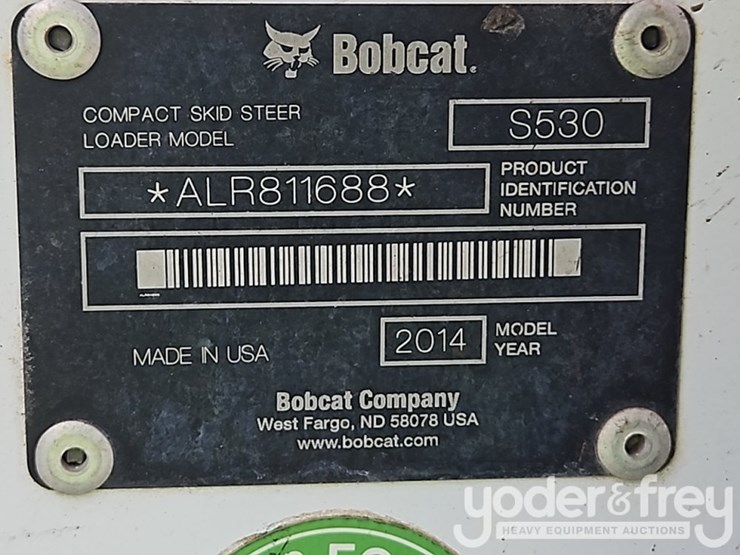 Bobcat.
COMPACT SKID STEER
LOADER MODEL
S530
*ALR811688*
PRODUCT
IDENTIFICATION
NUMBER
MADE IN USA
2014
MODEL
YEAR
Bobcat Company
West Fargo, ND 58078 USA
www.bobcat.com
yoder&frey
HEAVY EQUIPMENT AUCTIONS